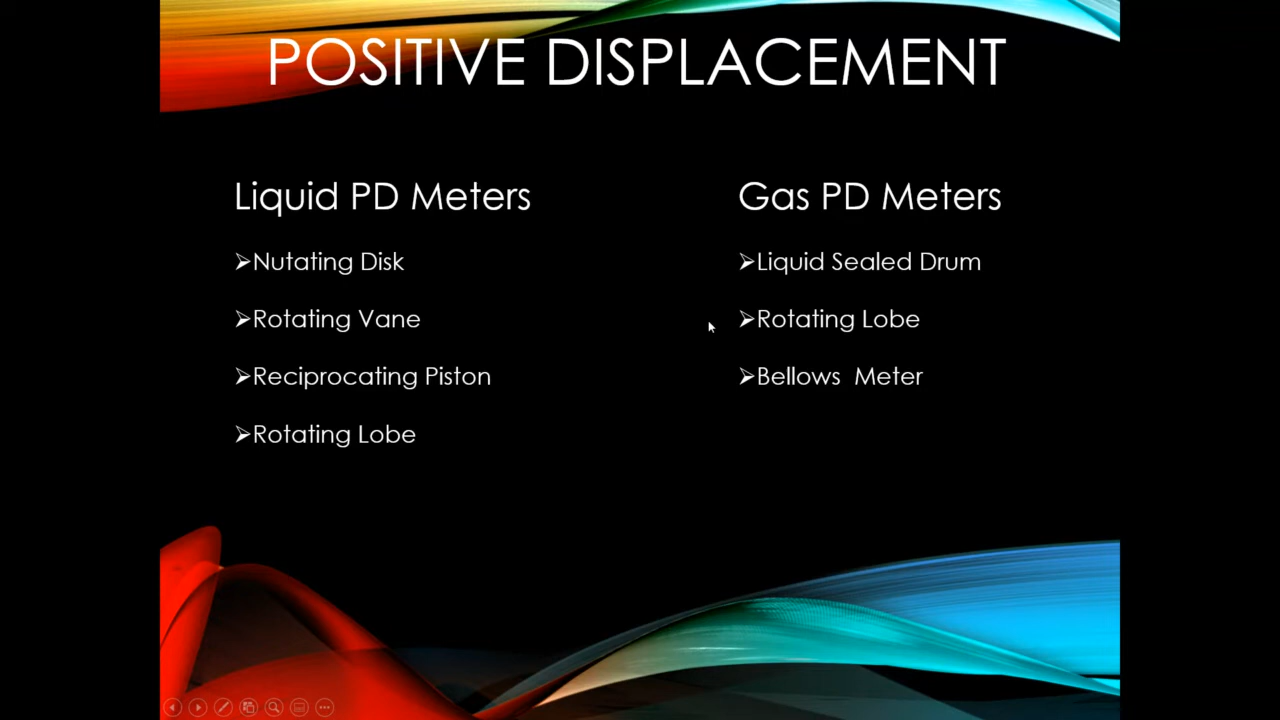 POSITIVE DISPLACEMENT
Liquid PD Meters
➢Nutating Disk
➢Rotating Vane
➢Reciprocating Piston
➢Rotating Lobe
Gas PD Meters
➢Liquid Sealed Drum
➢Rotating Lobe
➢Bellows  Meter